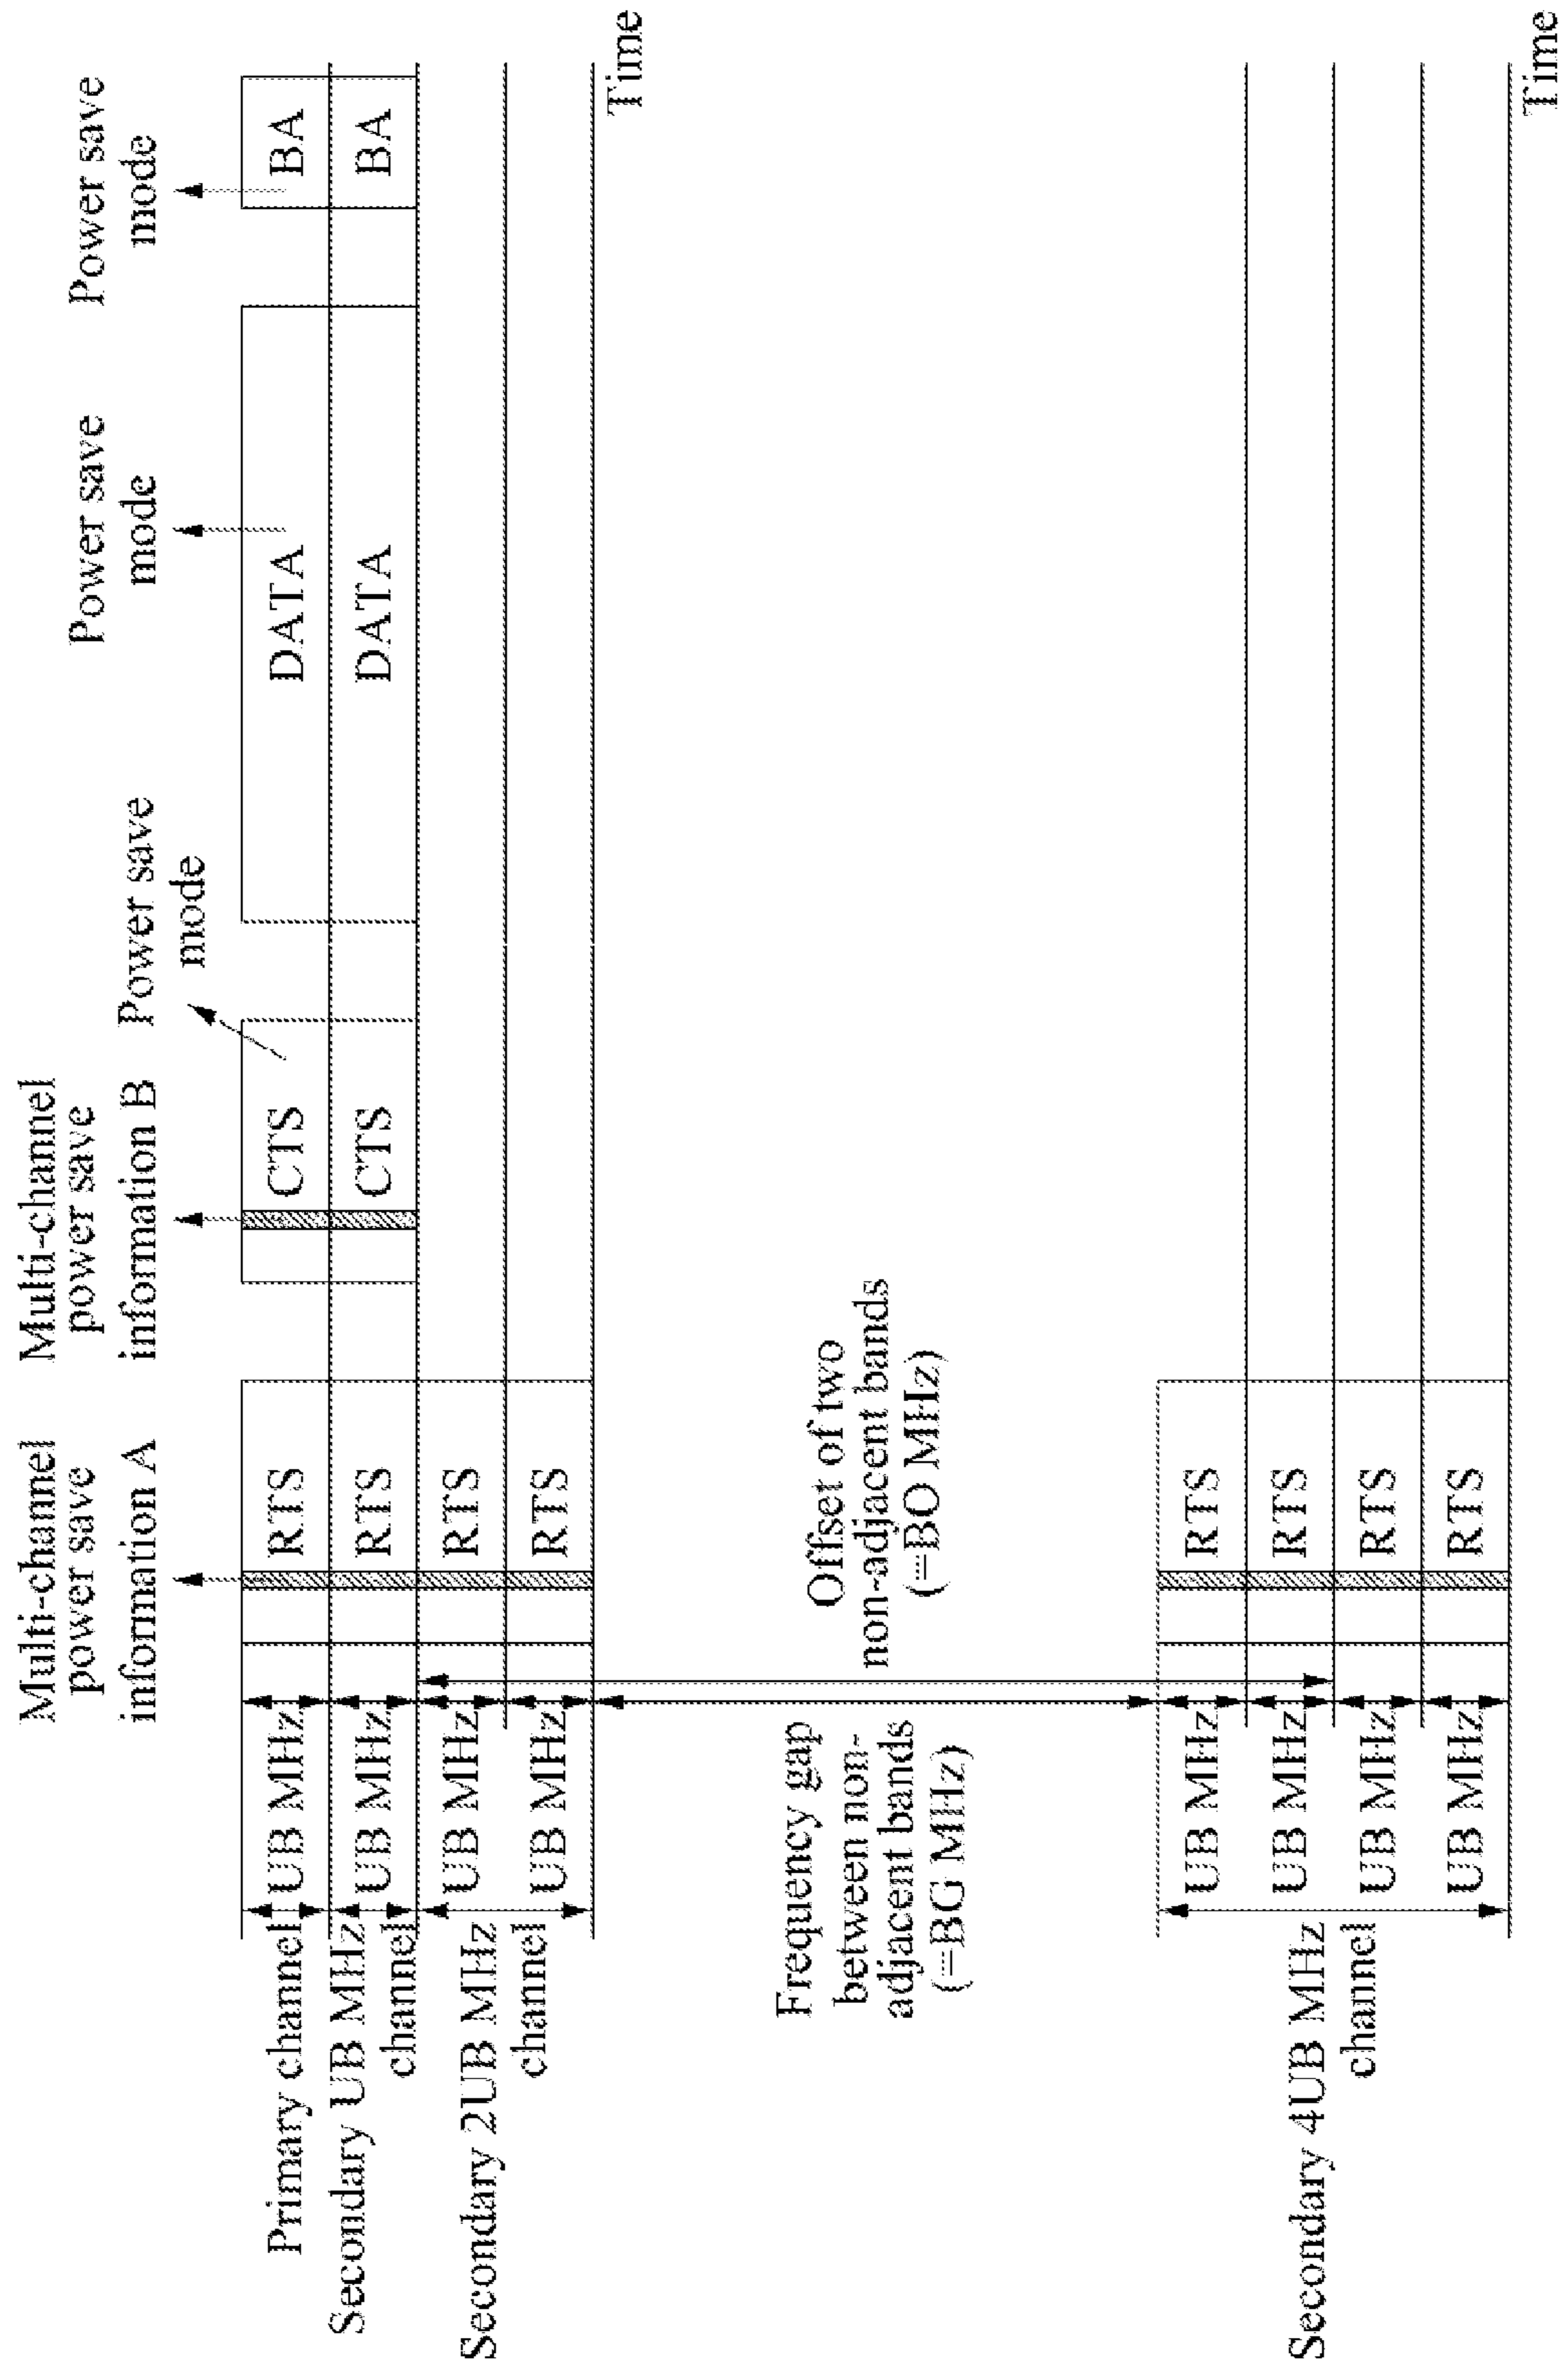 Multi-channel
power save
information A
Multi-channel
power save
information B
Power save
mode
Power save
mode
Power save
mode
Primary channel
UB MHz
RTS
CTS
DATA
BA
Secondary UB MHz
channel
UB MHz
RTS
CTS
DATA
BA
Secondary 2UB MHz
channel
UB MHz
RTS
UB MHz
RTS
Time
Frequency gap
between non-
adjacent bands
(=BG MHz)
Offset of two
non-adjacent bands
(=BO MHz)
Secondary 4UB MHz
channel
UB MHz
RTS
UB MHz
RTS
UB MHz
RTS
UB MHz
RTS
Time